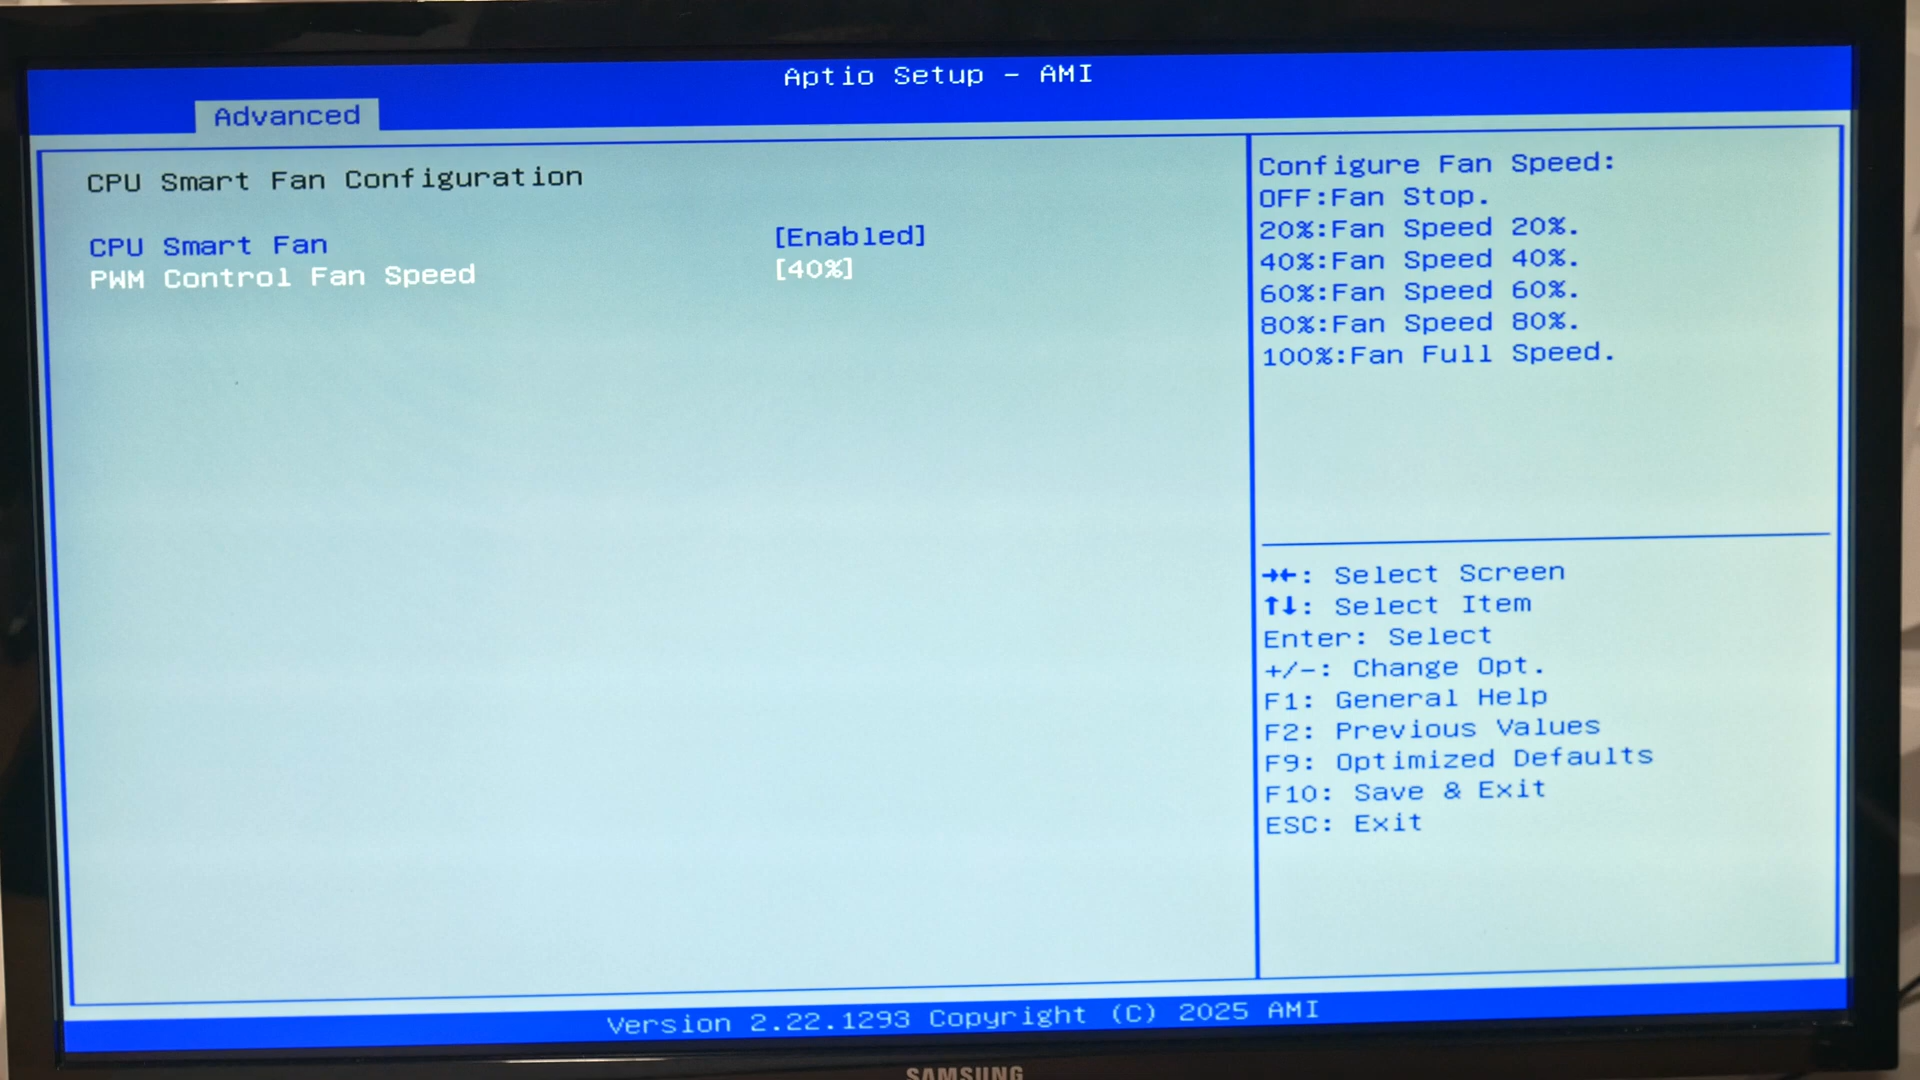 Aptio Setup - AMI
Advanced
CPU Smart Fan Configuration
CPU Smart Fan [Enabled]
PWM Control Fan Speed [40%]
Configure Fan Speed:
OFF:Fan Stop.
20%:Fan Speed 20%.
40%:Fan Speed 40%.
60%:Fan Speed 60%.
80%:Fan Speed 80%.
100%:Fan Full Speed.
→←: Select Screen
↑↓: Select Item
Enter: Select
+/-: Change Opt.
F1: General Help
F2: Previous Values
F9: Optimized Defaults
F10: Save & Exit
ESC: Exit
Version 2.22.1293 Copyright (C) 2025 AMI
SAMSUNG